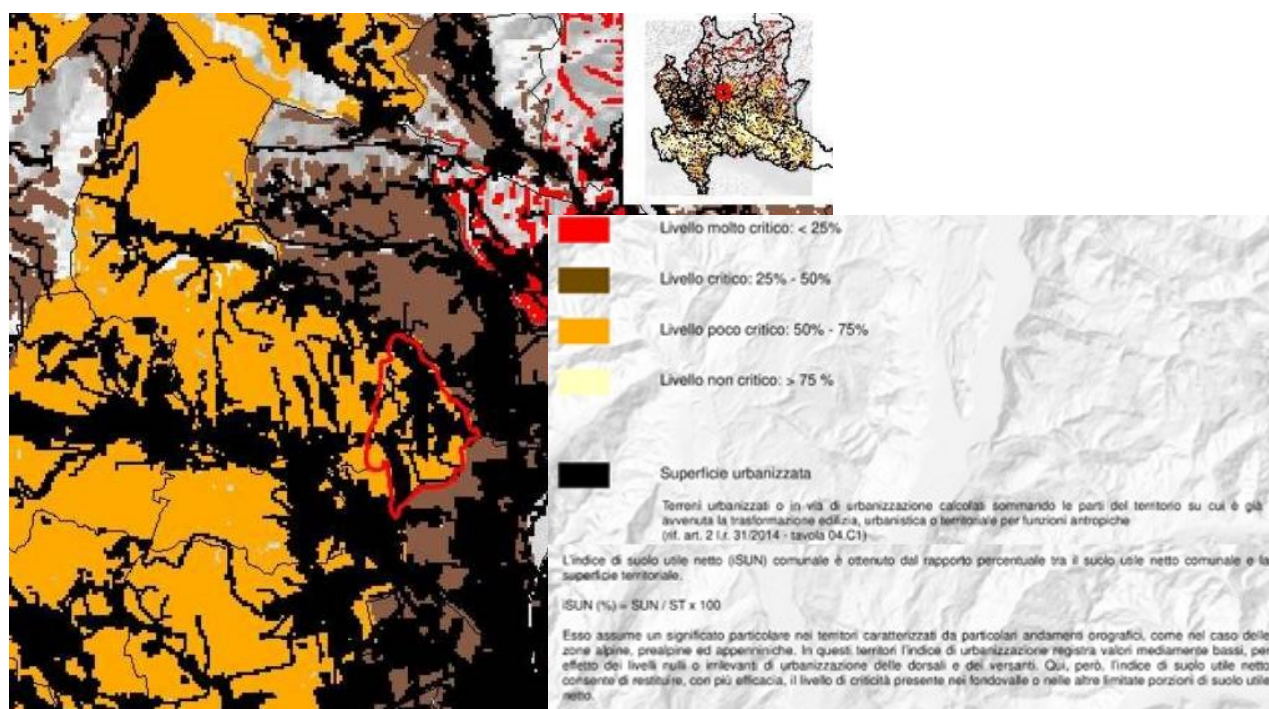 Livello molto critico: < 25%
Livello critico: 25% - 50%
Livello poco critico: 50% - 75%
Livello non critico: > 75 %
Superficie urbanizzata
Terreni urbanizzati o in via di urbanizzazione calcolati sommando le parti del territorio su cui è già
avvenuta la trasformazione edilizia, urbanistica o territoriale per funzioni antropiche
(rif. art. 2 l.r. 31/2014 - tavola 04.C1)
L'indice di suolo utile netto (iSUN) comunale è ottenuto dal rapporto percentuale tra il suolo utile netto comunale e la
superficie territoriale.
iSUN (%) = SUN / ST x 100
Esso assume un significato particolare nei territori caratterizzati da particolari andamenti orografici, come nel caso delle
zone alpine, prealpine ed appenniniche. In questi territori l'indice di urbanizzazione registra valori mediamente bassi, per
effetto dei livelli nulli o irrilevanti di urbanizzazione delle dorsali e dei versanti. Qui, però, l'indice di suolo utile netto
consente di restituire, con più efficacia, il livello di criticità presente nei fondovalle o nelle altre limitate porzioni di suolo utile
netto.